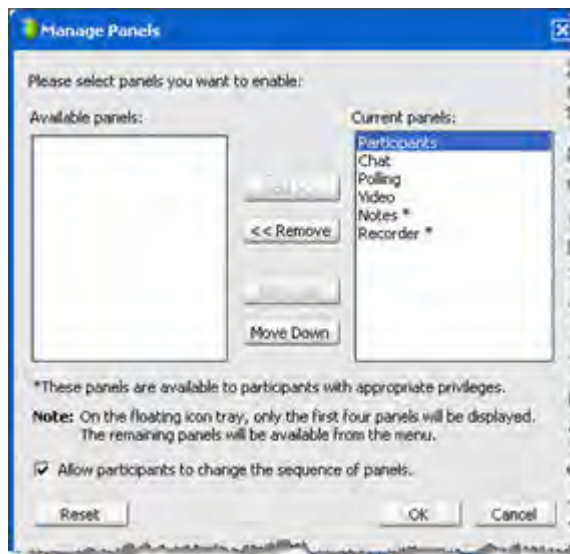 Manage Panels
Please select panels you want to enable:
Available panels:
Current panels:
Participants
Chat
Polling
Video
Notes *
Recorder *
<< Remove
Move Down
*These panels are available to participants with appropriate privileges.
Note: On the floating icon tray, only the first four panels will be displayed.
The remaining panels will be available from the menu.
Allow participants to change the sequence of panels.
Reset
OK
Cancel